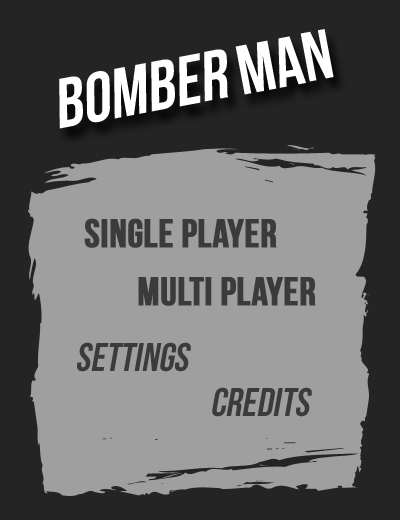 BOMBER MAN
SINGLE PLAYER
MULTI PLAYER
SETTINGS
CREDITS